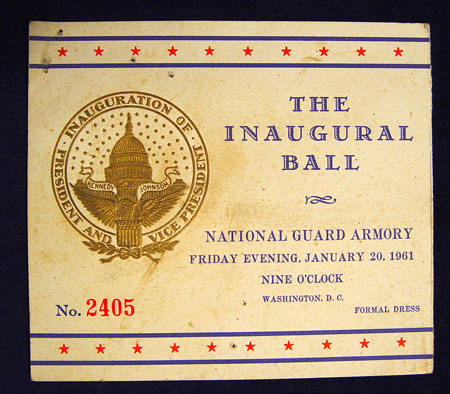 INAUGURATION OF
PRESIDENT AND VICE PRESIDENT
KENNEDY JOHNSON
THE
INAUGURAL
BALL
NATIONAL GUARD ARMORY
FRIDAY EVENING, JANUARY 20, 1961
NINE O'CLOCK
WASHINGTON, D. C.
FORMAL DRESS
No. 2405